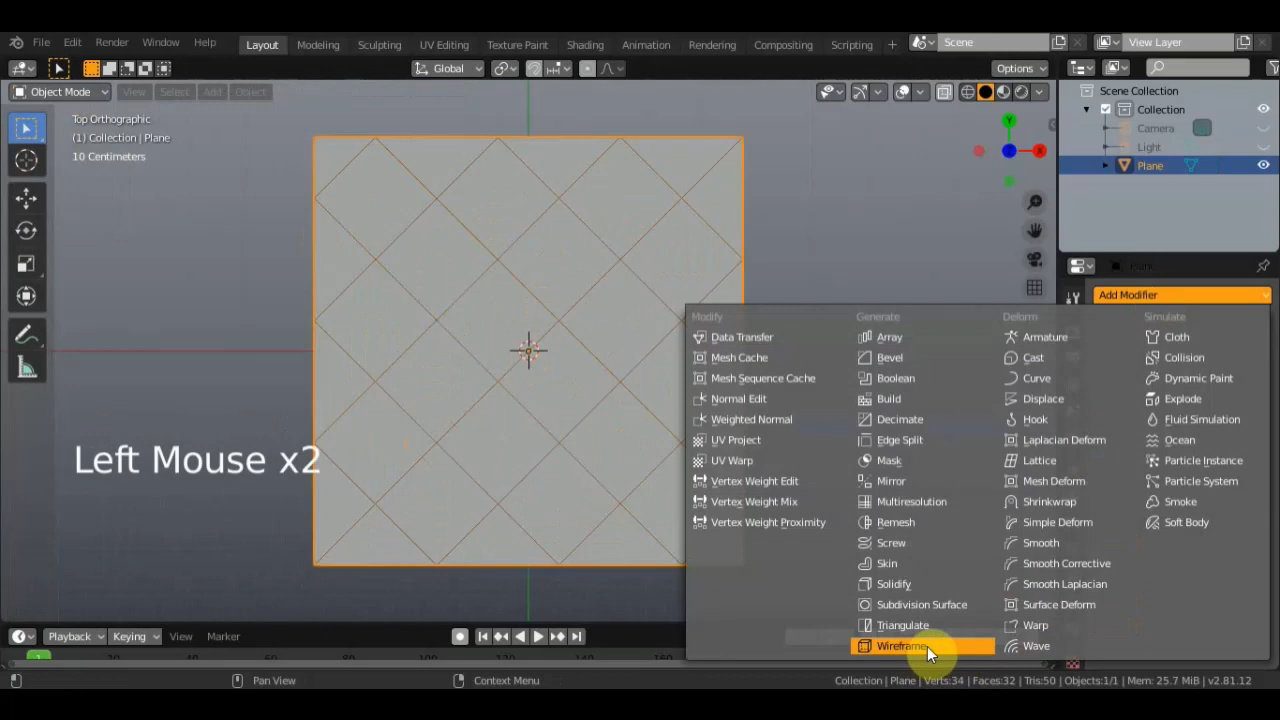 File Edit Render Window Help Layout Modeling Sculpting UV Editing Texture Paint Shading Animation Rendering Compositing Scripting + Scene View Layer
Global Options
Object Mode View Select Add Object
Scene Collection
Collection
Camera
Light
Plane
Top Orthographic
(1) Collection | Plane
10 Centimeters
Y
X
Add Modifier
Modify Generate Deform Simulate
Data Transfer Array Armature Cloth
Mesh Cache Bevel Cast Collision
Mesh Sequence Cache Boolean Curve Dynamic Paint
Normal Edit Build Displace Explode
Weighted Normal Decimate Hook Fluid Simulation
UV Project Edge Split Laplacian Deform Ocean
UV Warp Mask Lattice Particle Instance
Vertex Weight Edit Mirror Mesh Deform Particle System
Vertex Weight Mix Multiresolution Shrinkwrap Smoke
Vertex Weight Proximity Remesh Simple Deform Soft Body
Screw Smooth
Skin Smooth Corrective
Solidify Smooth Laplacian
Subdivision Surface Surface Deform
Triangulate Warp
Wireframe Wave
Left Mouse x2
Playback Keying View Marker
Pan View Context Menu Collection | Plane | Verts:34 | Faces:32 | Tris:50 | Objects:1/1 | Mem: 25.7 MiB | v2.81.12